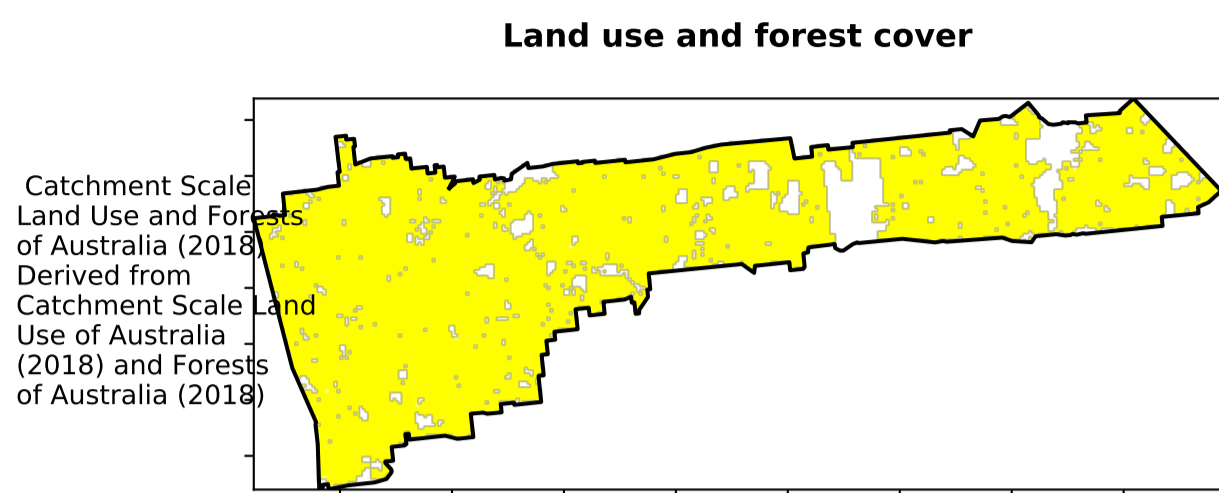 Land use and forest cover
Catchment Scale
Land Use and Forests
of Australia (2018)
Derived from
Catchment Scale Land
Use of Australia
(2018) and Forests
of Australia (2018)